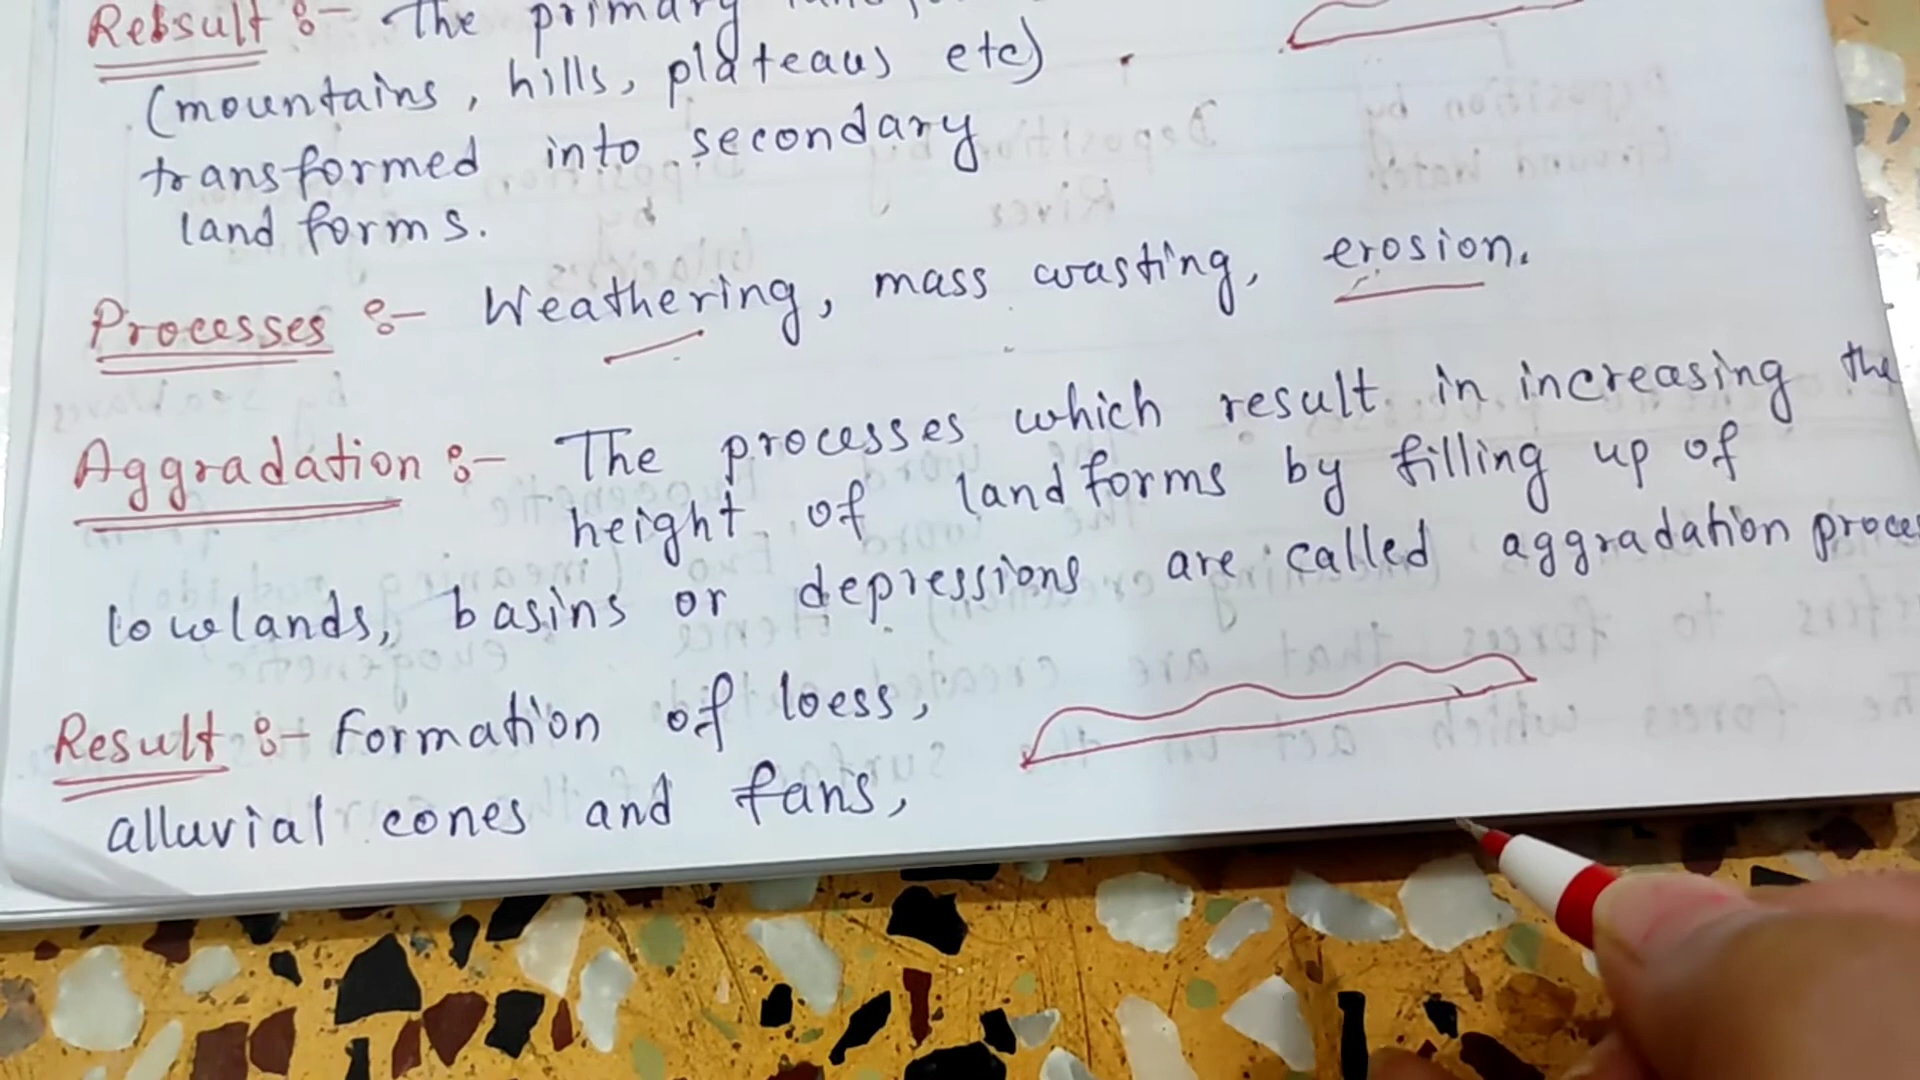 Rebsult :- The primary
(mountains, hills, plateaus etc)
transformed into secondary
land forms.
Processes :- Weathering, mass wasting, erosion.
Aggradation :- The processes which result in increasing the
height of landforms by filling up of
lowlands, basins or depressions are called aggradation
Result :- Formation of loess,
alluvial cones and fans,